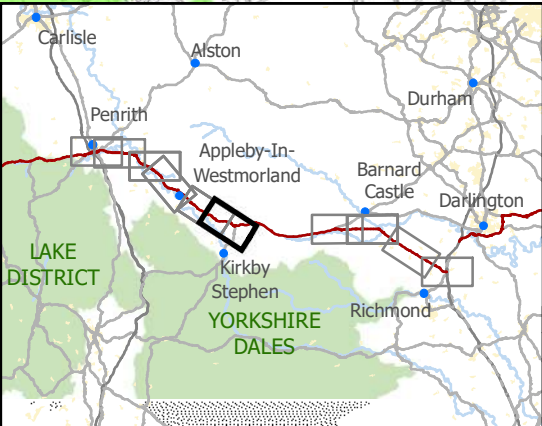 Carlisle
Alston
Durham
Penrith
Appleby-In-
Westmorland
Barnard
Castle
Darlington
LAKE
DISTRICT
Kirkby
Stephen
Richmond
YORKSHIRE
DALES